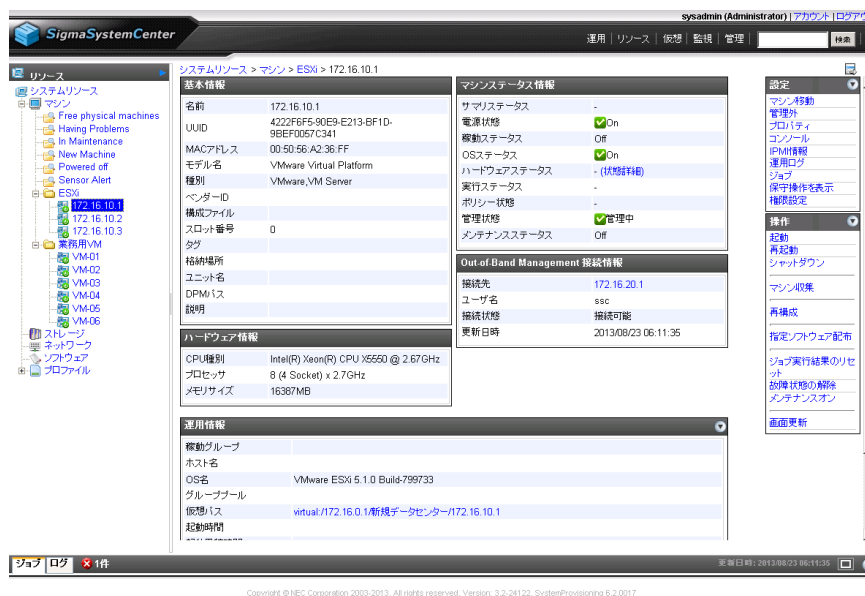 sysadmin (Administrator) | アカウント | ログアウ
SigmaSystemCenter
運用 | リソース | 仮想 | 監視 | 管理 |
検索
リソース
システムリソース
マシン
Free physical machines
Having Problems
In Maintenance
New Machine
Powered off
Sensor Alert
ESXi
172.16.10.1
172.16.10.2
172.16.10.3
業務用VM
VM-01
VM-02
VM-03
VM-04
VM-05
VM-06
ストレージ
ネットワーク
ソフトウェア
プロファイル
システムリソース > マシン > ESXi > 172.16.10.1
基本情報
名前 172.16.10.1
UUID 4222F6F5-90E9-E213-BF1D-
9BEF0057C341
MACアドレス 00:50:56:A2:36:FF
モデル名 VMware Virtual Platform
種別 VMware,VM Server
ベンダーID
構成ファイル
スロット番号 0
タグ
格納場所
ユニット名
DPMパス
説明
ハードウェア情報
CPU種別 Intel(R) Xeon(R) CPU X5550 @ 2.67GHz
プロセッサ 8 (4 Socket) x 2.7GHz
メモリサイズ 16387MB
マシンステータス情報
サマリステータス -
電源状態 On
稼動ステータス Off
OSステータス On
ハードウェアステータス - (状態詳細)
実行ステータス -
ポリシー状態 -
管理状態 管理中
メンテナンスステータス Off
Out-of-Band Management 接続情報
接続先 172.16.20.1
ユーザ名 ssc
接続状態 接続可能
更新日時 2013/08/23 06:11:35
運用情報
稼動グループ
ホスト名
OS名 VMware ESXi 5.1.0 Build-799733
グループプール
仮想パス virtual:/172.16.0.1/新規データセンター/172.16.10.1
起動時間
設定
マシン移動
管理外
プロパティ
コンソール
IPMI情報
運用ログ
ジョブ
保守操作を表示
権限設定
操作
起動
再起動
シャットダウン
マシン収集
再構成
指定ソフトウェア配布
ジョブ実行結果のリセ
ット
故障状態の解除
メンテナンスオン
画面更新
ジョブ ログ 1件
更新日時: 2013/08/23 06:11:35
Copyright © NEC Corporation 2003-2013. All rights reserved. Version: 3.2-24122. SystemProvisioning 6.2.0017